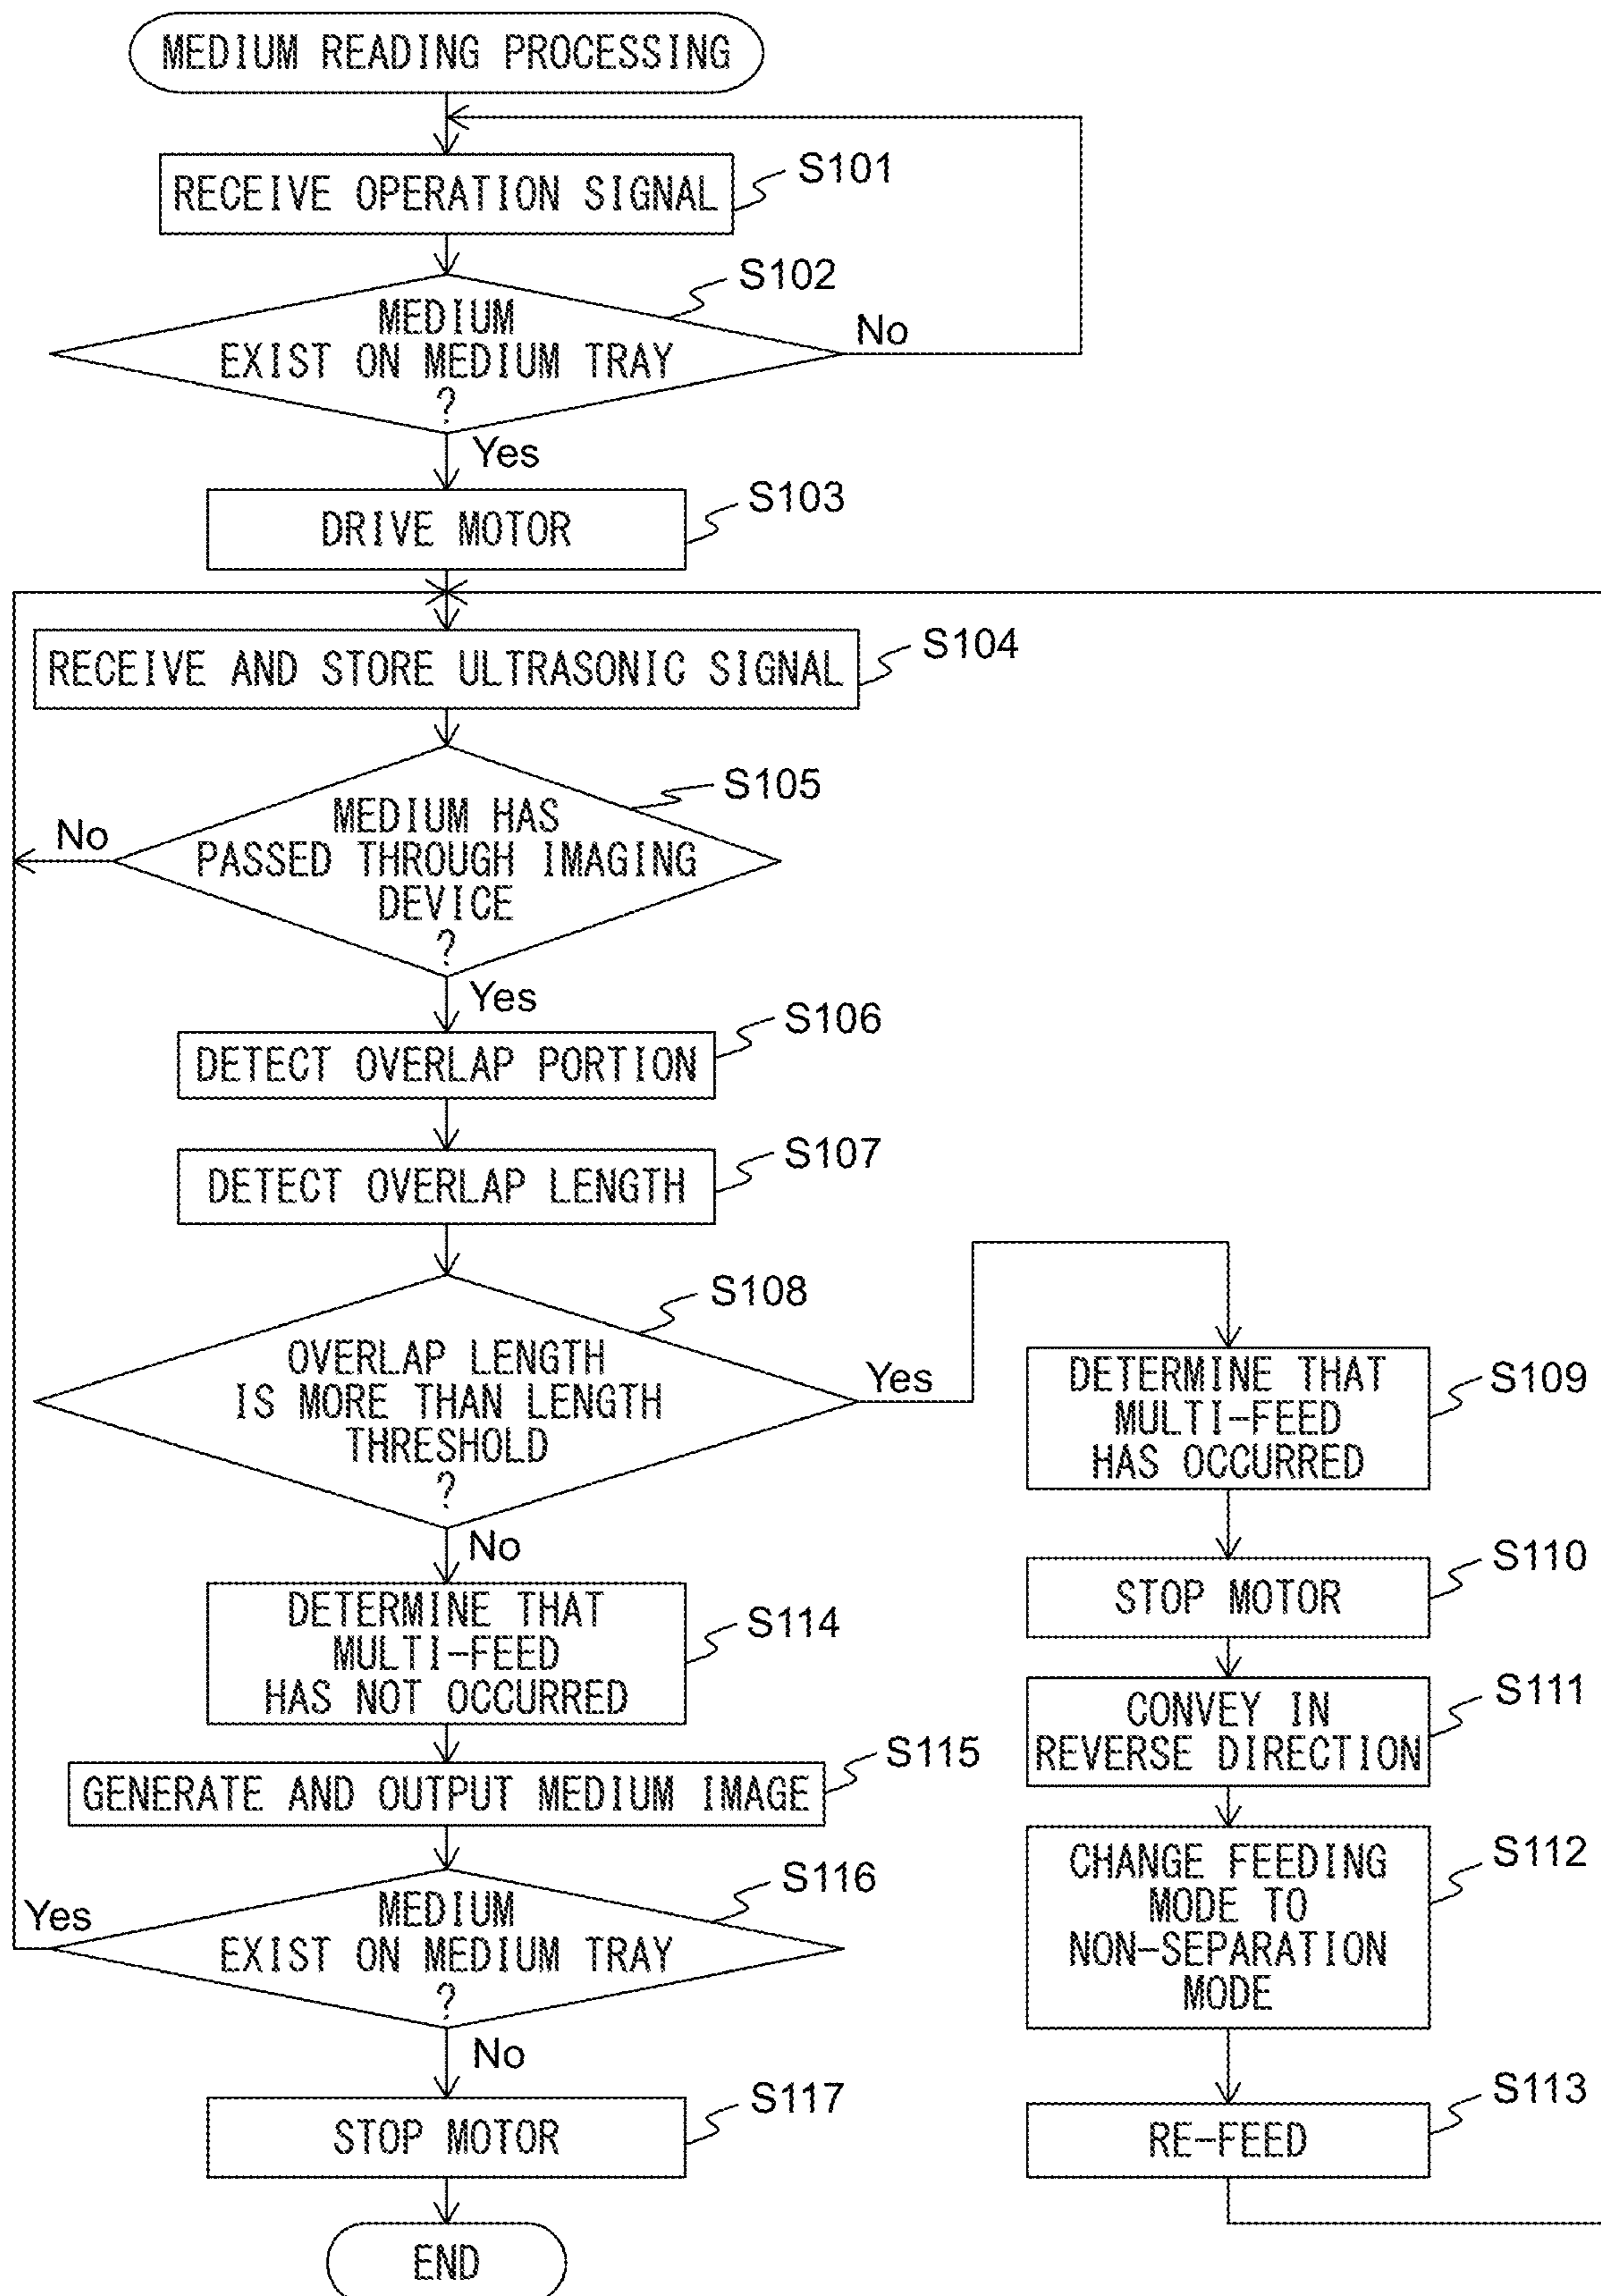 MEDIUM READING PROCESSING
S101
RECEIVE OPERATION SIGNAL
S102
MEDIUM
EXIST ON MEDIUM TRAY
?
No
Yes
S103
DRIVE MOTOR
S104
RECEIVE AND STORE ULTRASONIC SIGNAL
S105
MEDIUM HAS
PASSED THROUGH IMAGING
DEVICE
?
No
Yes
S106
DETECT OVERLAP PORTION
S107
DETECT OVERLAP LENGTH
S108
OVERLAP LENGTH
IS MORE THAN LENGTH
THRESHOLD
?
Yes
No
S109
DETERMINE THAT
MULTI-FEED
HAS OCCURRED
S110
STOP MOTOR
S111
CONVEY IN
REVERSE DIRECTION
S112
CHANGE FEEDING
MODE TO
NON-SEPARATION
MODE
S113
RE-FEED
S114
DETERMINE THAT
MULTI-FEED
HAS NOT OCCURRED
S115
GENERATE AND OUTPUT MEDIUM IMAGE
S116
MEDIUM
EXIST ON MEDIUM TRAY
?
Yes
No
S117
STOP MOTOR
END